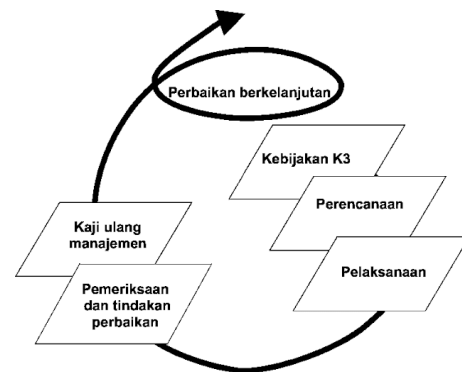 Perbaikan berkelanjutan
Kebijakan K3
Perencanaan
Pelaksanaan
Kaji ulang
manajemen
Pemeriksaan
dan tindakan
perbaikan